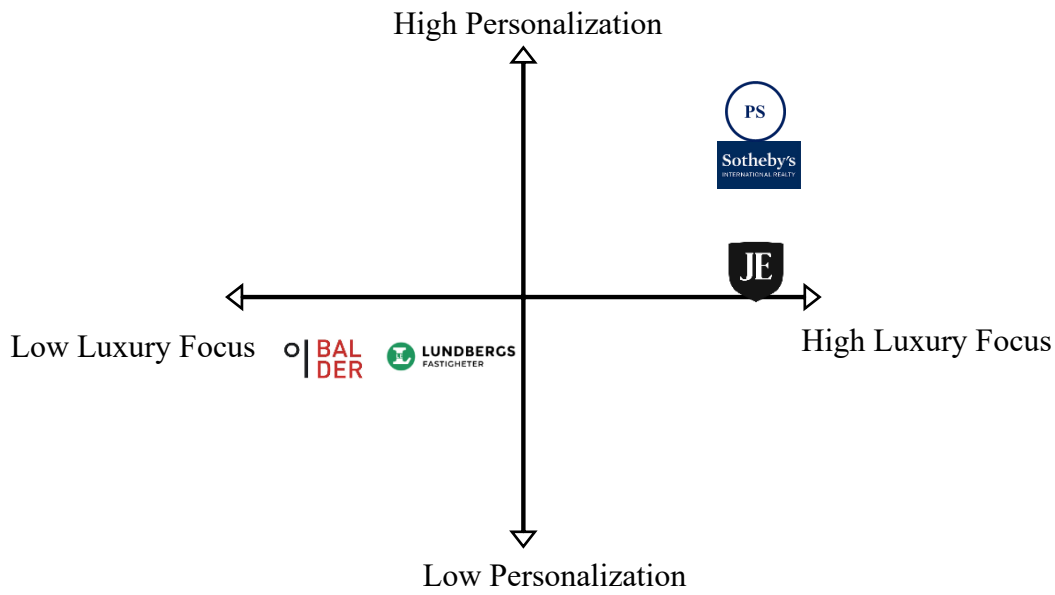 High Personalization
PS
Sotheby's
INTERNATIONAL REALTY
JE
Low Luxury Focus
BAL
DER
LUNDBERGS
FASTIGHETER
High Luxury Focus
Low Personalization